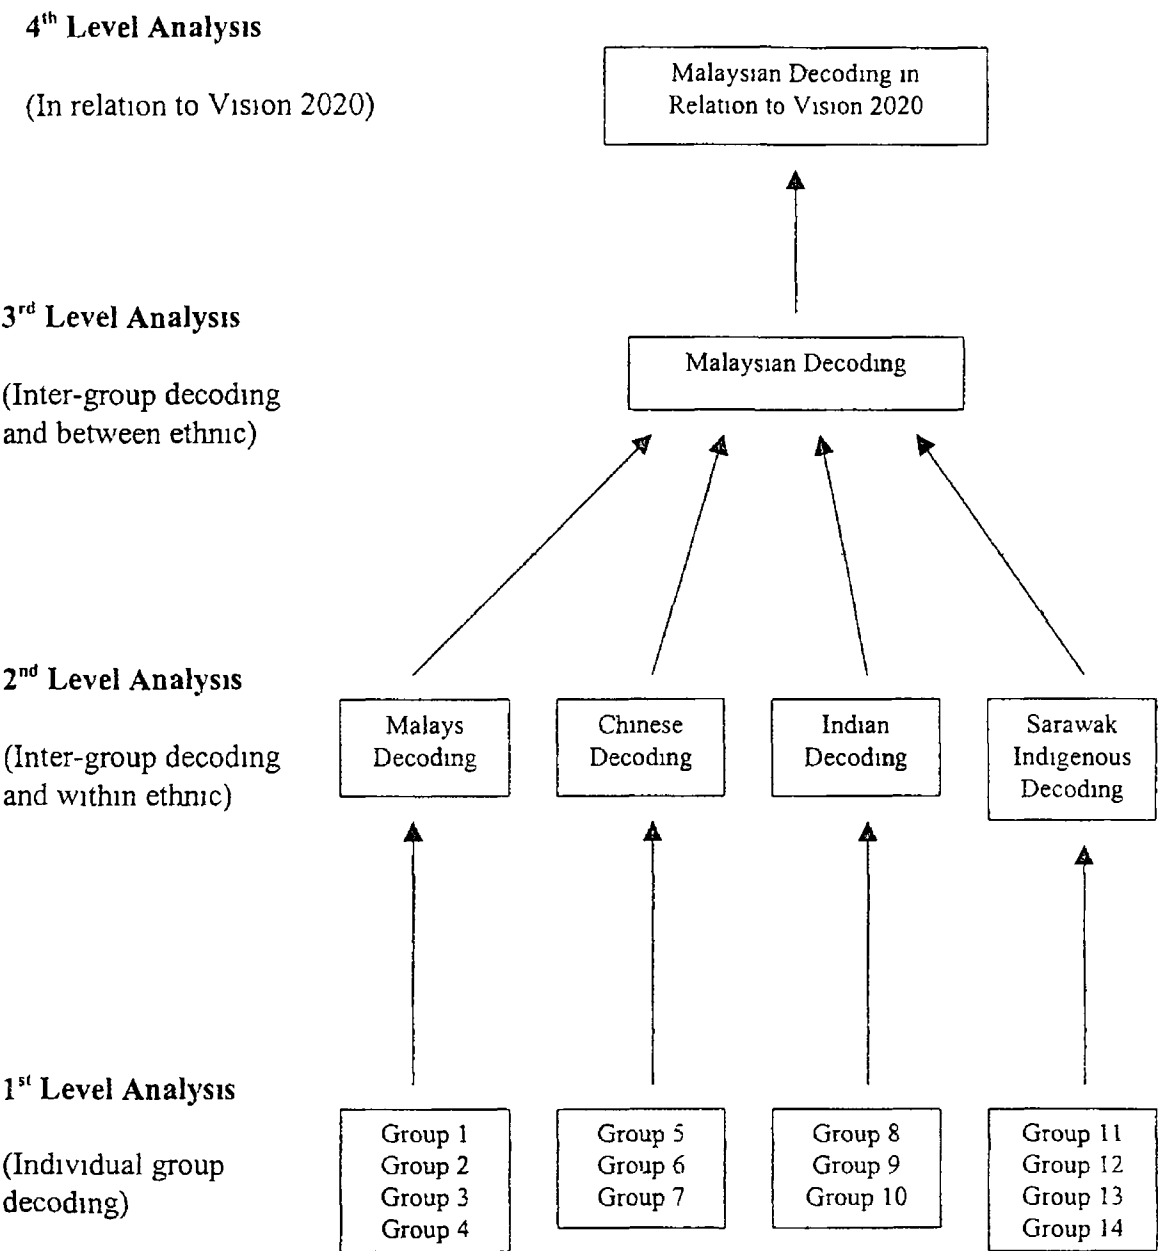 4th Level Analysis
(In relation to Vision 2020)
Malaysian Decoding in
Relation to Vision 2020
3rd Level Analysis
(Inter-group decoding
and between ethnic)
Malaysian Decoding
2nd Level Analysis
(Inter-group decoding
and within ethnic)
Malays
Decoding
Chinese
Decoding
Indian
Decoding
Sarawak
Indigenous
Decoding
1st Level Analysis
(Individual group
decoding)
Group 1
Group 2
Group 3
Group 4
Group 5
Group 6
Group 7
Group 8
Group 9
Group 10
Group 11
Group 12
Group 13
Group 14